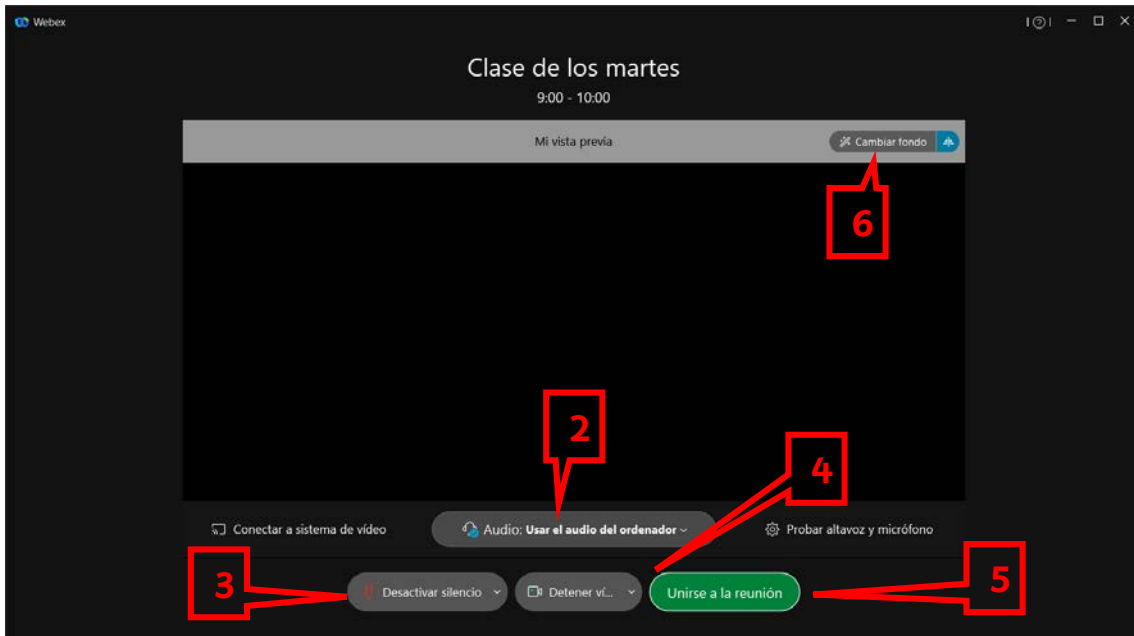 Webex
Clase de los martes
9:00 - 10:00
Mi vista previa
Cambiar fondo
6
2
4
Conectar a sistema de vídeo
Audio: Usar el audio del ordenador
Probar altavoz y micrófono
3
Desactivar silencio
Detener ví...
Unirse a la reunión
5